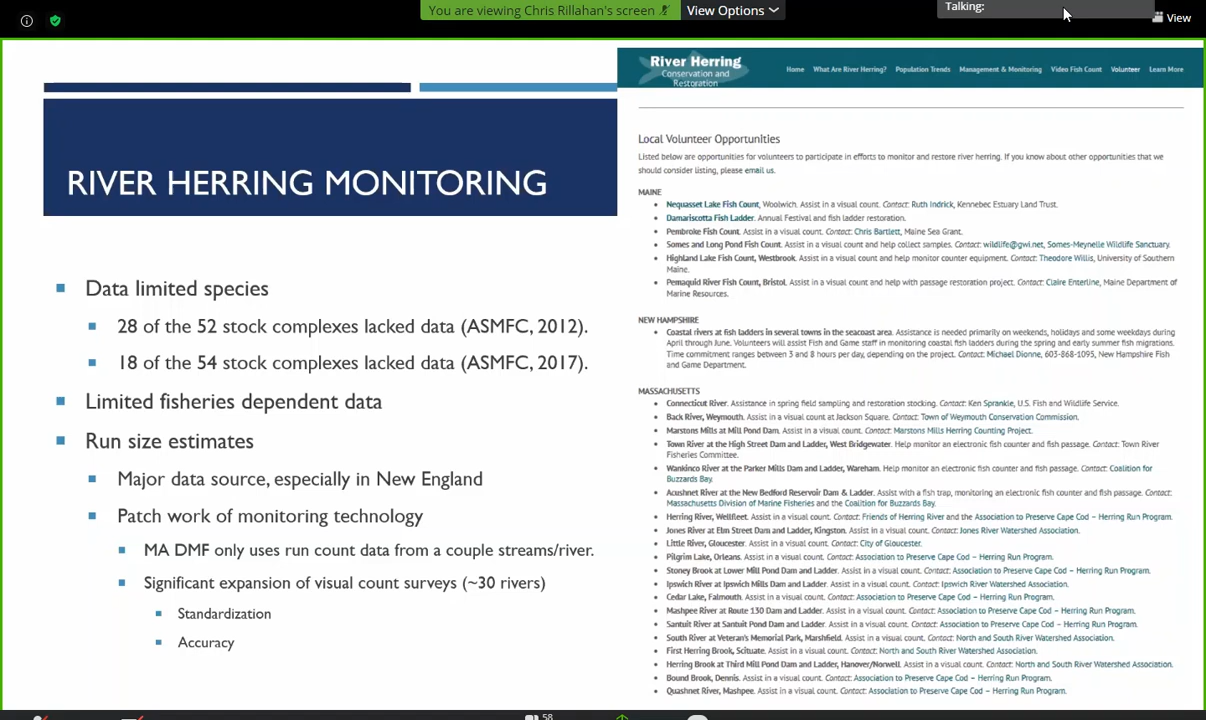 You are viewing Chris Rillahan's screen
View Options
Talking:
View
RIVER HERRING MONITORING
Data limited species
28 of the 52 stock complexes lacked data (ASMFC, 2012).
18 of the 54 stock complexes lacked data (ASMFC, 2017).
Limited fisheries dependent data
Run size estimates
Major data source, especially in New England
Patch work of monitoring technology
MA DMF only uses run count data from a couple streams/river.
Significant expansion of visual count surveys (~30 rivers)
Standardization
Accuracy
River Herring
Conservation and
Restoration
Home What Are River Herring? Population Trends Management & Monitoring Video Fish Count Volunteer Learn More
Local Volunteer Opportunities
Listed below are opportunities for volunteers to participate in efforts to monitor and restore river herring. If you know about other opportunities that we
should consider listing, please email us.
MAINE
Nequasset Lake Fish Count, Woolwich. Assist in a visual count. Contact: Ruth Indrick, Kennebec Estuary Land Trust.
Damariscotta Fish Ladder. Annual Festival and fish ladder restoration.
Pembroke Fish Count. Assist in a visual count. Contact: Chris Bartlett, Maine Sea Grant.
Somes and Long Pond Fish Count. Assist in a visual count and help collect samples. Contact: wildlife@gwi.net, Somes-Meynelle Wildlife Sanctuary.
Highland Lake Fish Count, Westbrook. Assist in a visual count and help monitor counter equipment. Contact: Theodore Willis, University of Southern
Maine.
Pemaquid River Fish Count, Bristol. Assist in a visual count and help with passage restoration project. Contact: Claire Enterline, Maine Department of
Marine Resources.
NEW HAMPSHIRE
Coastal rivers at fish ladders in several towns in the seacoast area. Assistance is needed primarily on weekends, holidays and some weekdays during
April through June. Volunteers will assist Fish and Game staff in monitoring coastal fish ladders during the spring and early summer fish migrations.
Time commitment ranges between 3 and 8 hours per day, depending on the project. Contact: Michael Dionne, 603-868-1095, New Hampshire Fish
and Game Department.
MASSACHUSETTS
Connecticut River. Assistance in spring field sampling and restoration stocking. Contact: Ken Sprankle, U.S. Fish and Wildlife Service.
Back River, Weymouth. Assist in a visual count at Jackson Square. Contact: Town of Weymouth Conservation Commission.
Marstons Mills at Mill Pond Dam. Assist in a visual count. Contact: Marstons Mills Herring Counting Project.
Town River at the High Street Dam and Ladder, West Bridgewater. Help monitor an electronic fish counter and fish passage. Contact: Town River
Fisheries Committee.
Wankinco River at the Parker Mills Dam and Ladder, Wareham. Help monitor an electronic fish counter and fish passage. Contact: Coalition for
Buzzards Bay.
Acushnet River at the New Bedford Reservoir Dam & Ladder. Assist with a fish trap, monitoring an electronic fish counter and fish passage. Contact:
Massachusetts Division of Marine Fisheries and the Coalition for Buzzards Bay.
Herring River, Wellfleet. Assist in a visual count. Contact: Friends of Herring River and the Association to Preserve Cape Cod – Herring Run Program.
Jones River at Elm Street Dam and Ladder, Kingston. Assist in a visual count. Contact: Jones River Watershed Association.
Little River, Gloucester. Assist in a visual count. Contact: City of Gloucester.
Pilgrim Lake, Orleans. Assist in a visual count. Contact: Association to Preserve Cape Cod – Herring Run Program.
Stoney Brook at Lower Mill Pond Dam and Ladder. Assist in a visual count. Contact: Association to Preserve Cape Cod – Herring Run Program.
Ipswich River at Ipswich Mills Dam and Ladder. Assist in a visual count. Contact: Ipswich River Watershed Association.
Cedar Lake, Falmouth. Assist in a visual count. Contact: Association to Preserve Cape Cod – Herring Run Program.
Mashpee River at Route 130 Dam and Ladder. Assist in a visual count. Contact: Association to Preserve Cape Cod – Herring Run Program.
Santuit River at Santuit Pond Dam and Ladder. Assist in a visual count. Contact: Association to Preserve Cape Cod – Herring Run Program.
South River at Veteran's Memorial Park, Marshfield. Assist in a visual count. Contact: North and South River Watershed Association.
First Herring Brook, Scituate. Assist in a visual count. Contact: North and South River Watershed Association.
Herring Brook at Third Mill Pond Dam and Ladder, Hanover/Norwell. Assist in a visual count. Contact: North and South River Watershed Association.
Bound Brook, Dennis. Assist in a visual count. Contact: Association to Preserve Cape Cod – Herring Run Program.
Quashnet River, Mashpee. Assist in a visual count. Contact: Association to Preserve Cape Cod – Herring Run Program.
58